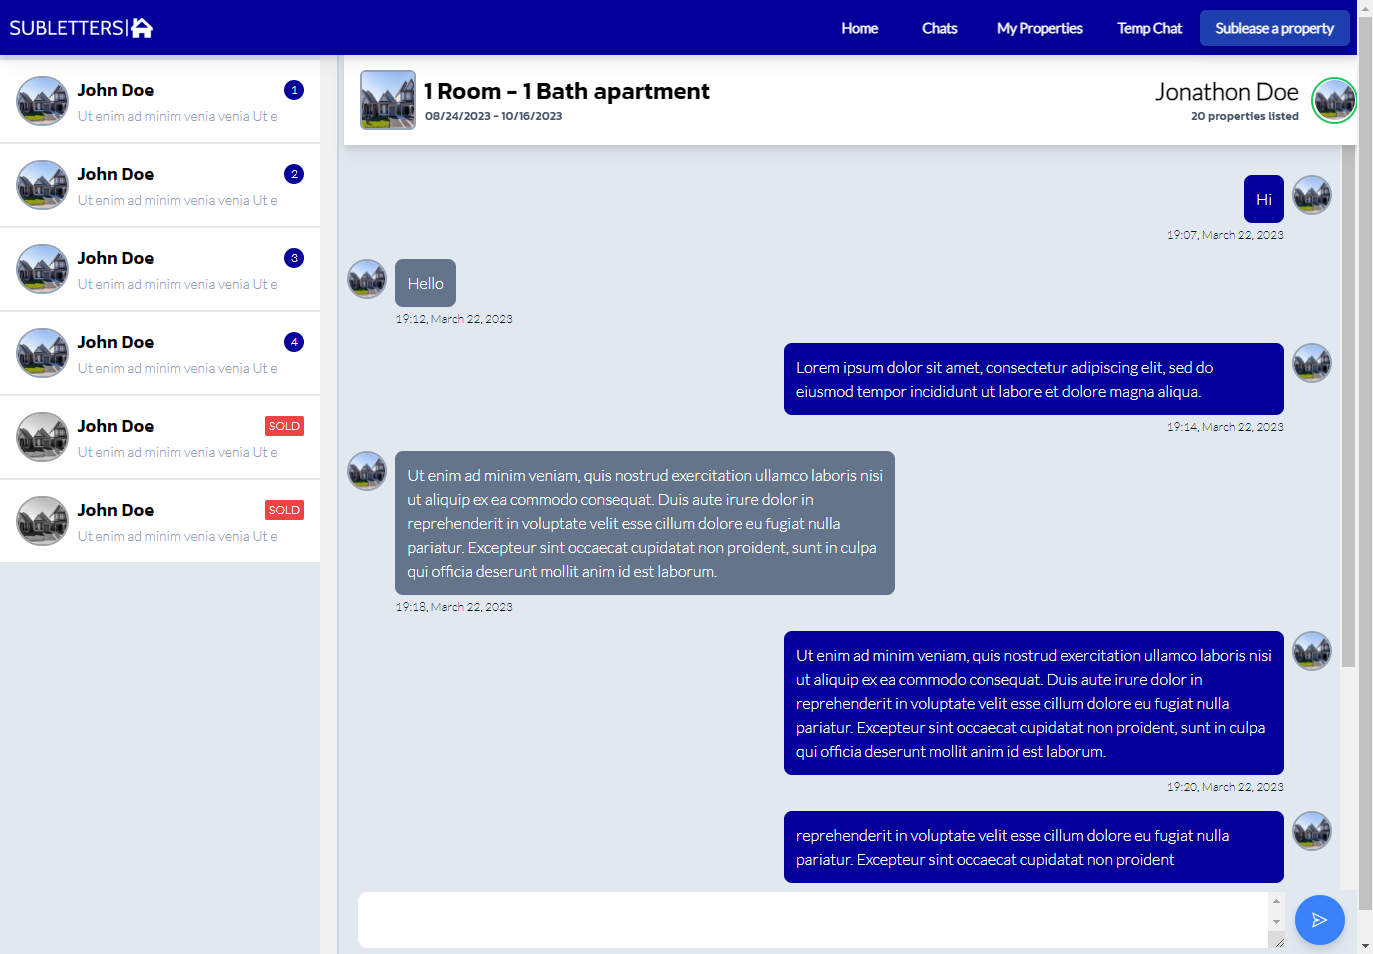 SUBLETTERS|
Home
Chats
My Properties
Temp Chat
Sublease a property
John Doe
1
Ut enim ad minim venia venia Ut e
John Doe
2
Ut enim ad minim venia venia Ut e
John Doe
3
Ut enim ad minim venia venia Ut e
John Doe
4
Ut enim ad minim venia venia Ut e
John Doe
SOLD
Ut enim ad minim venia venia Ut e
John Doe
SOLD
Ut enim ad minim venia venia Ut e
1 Room - 1 Bath apartment
08/24/2023 - 10/16/2023
Jonathon Doe
20 properties listed
Hi
19:07, March 22, 2023
Hello
19:12, March 22, 2023
Lorem ipsum dolor sit amet, consectetur adipiscing elit, sed do
eiusmod tempor incididunt ut labore et dolore magna aliqua.
19:14, March 22, 2023
Ut enim ad minim veniam, quis nostrud exercitation ullamco laboris nisi
ut aliquip ex ea commodo consequat. Duis aute irure dolor in
reprehenderit in voluptate velit esse cillum dolore eu fugiat nulla
pariatur. Excepteur sint occaecat cupidatat non proident, sunt in culpa
qui officia deserunt mollit anim id est laborum.
19:18, March 22, 2023
Ut enim ad minim veniam, quis nostrud exercitation ullamco laboris nisi
ut aliquip ex ea commodo consequat. Duis aute irure dolor in
reprehenderit in voluptate velit esse cillum dolore eu fugiat nulla
pariatur. Excepteur sint occaecat cupidatat non proident, sunt in culpa
qui officia deserunt mollit anim id est laborum.
19:20, March 22, 2023
reprehenderit in voluptate velit esse cillum dolore eu fugiat nulla
pariatur. Excepteur sint occaecat cupidatat non proident